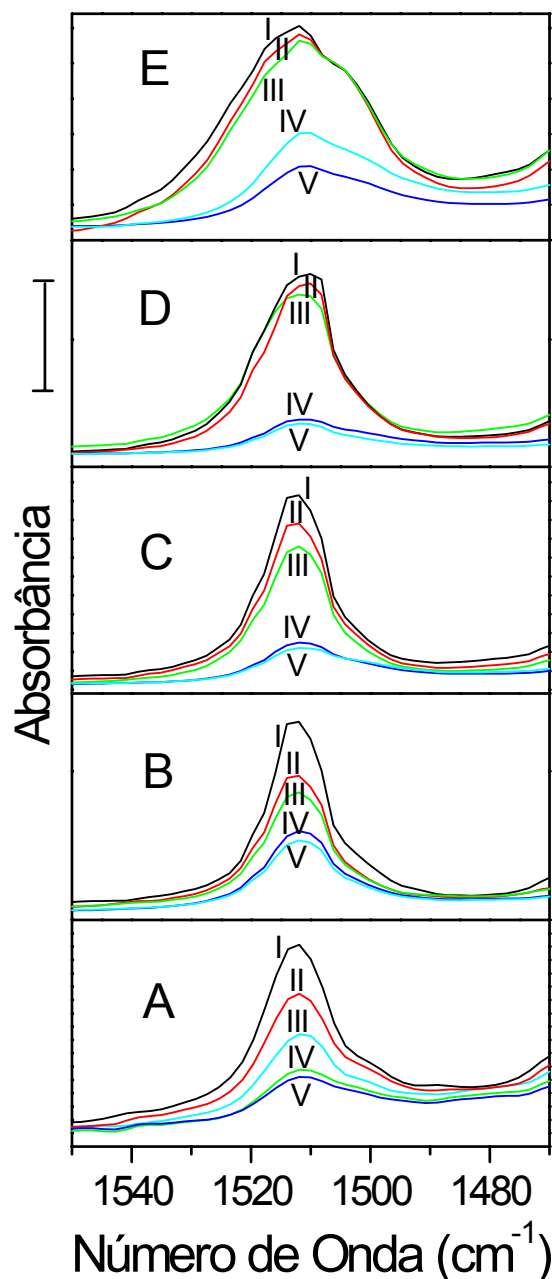 E
I
II
III
IV
V
D
I
II
III
IV
V
C
I
II
III
IV
V
B
I
II
III
IV
V
A
I
II
III
IV
V
Absorbância
1540 1520 1500 1480
Número de Onda (cm⁻¹)